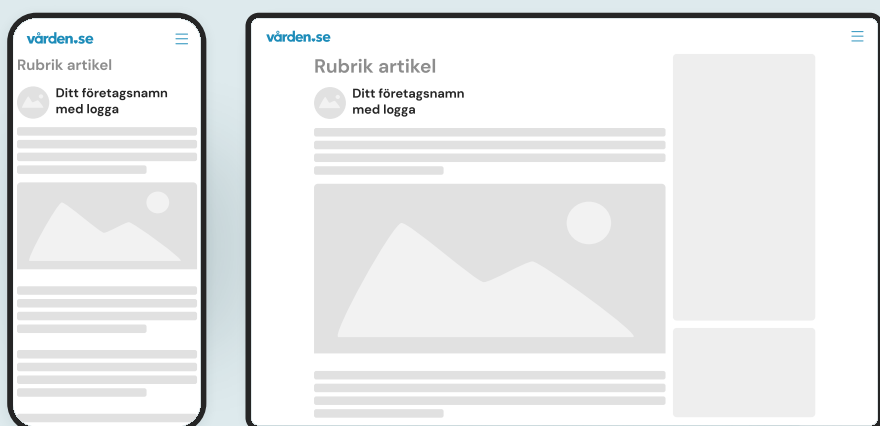 vården.se
Rubrik artikel
Ditt företagsnamn
med logga
vården.se
Rubrik artikel
Ditt företagsnamn
med logga